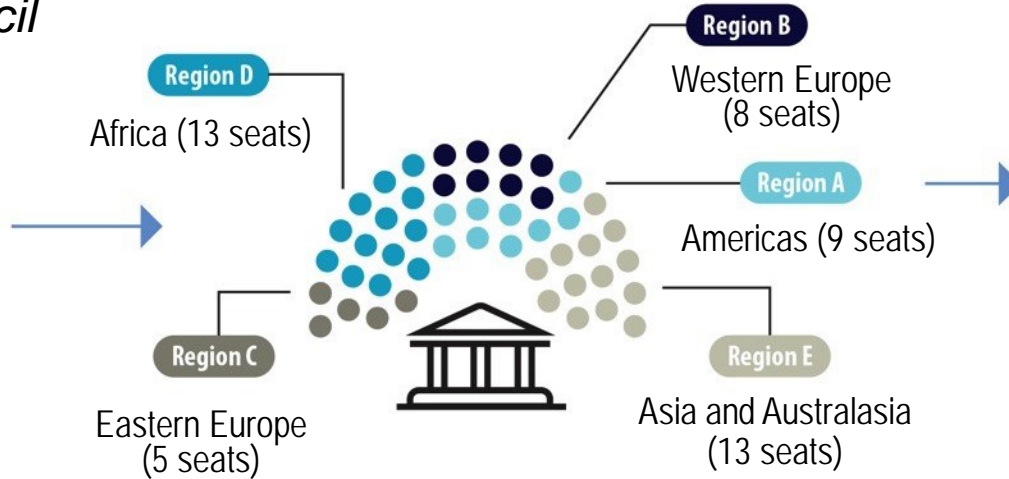 cil
Region B
Western Europe
(8 seats)
Region D
Africa (13 seats)
Region A
Americas (9 seats)
Region C
Eastern Europe
(5 seats)
Region E
Asia and Australasia
(13 seats)